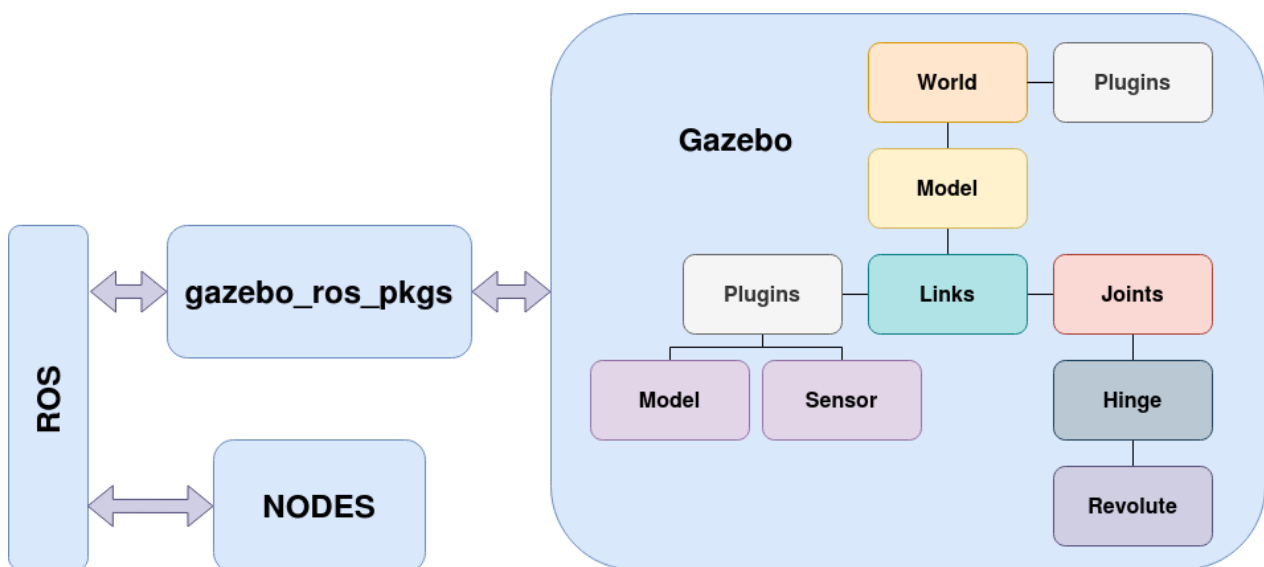 World
Plugins
Gazebo
Model
gazebo_ros_pkgs
Plugins
Links
Joints
ROS
Model
Sensor
Hinge
NODES
Revolute